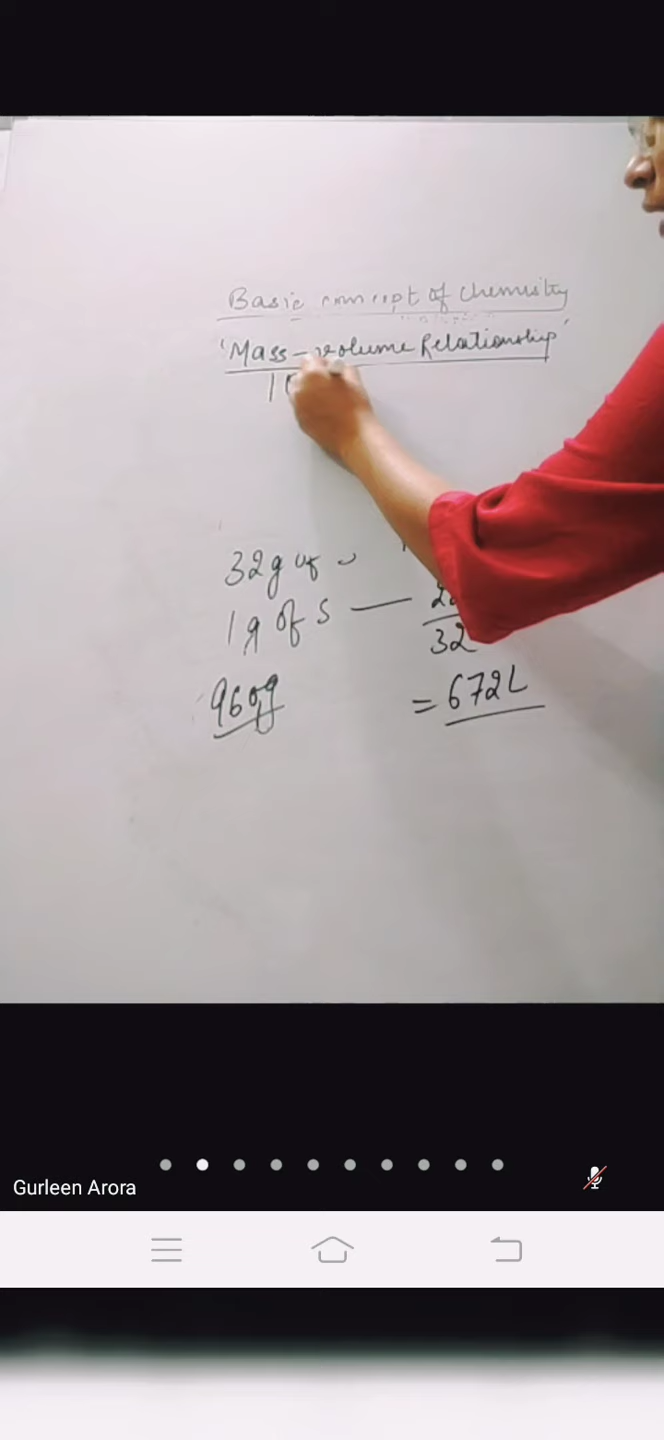 Basic concept of Chemistry
'Mass - volume Relationship'
32g of
1g of S — 
32
960g = 672L
Gurleen Arora